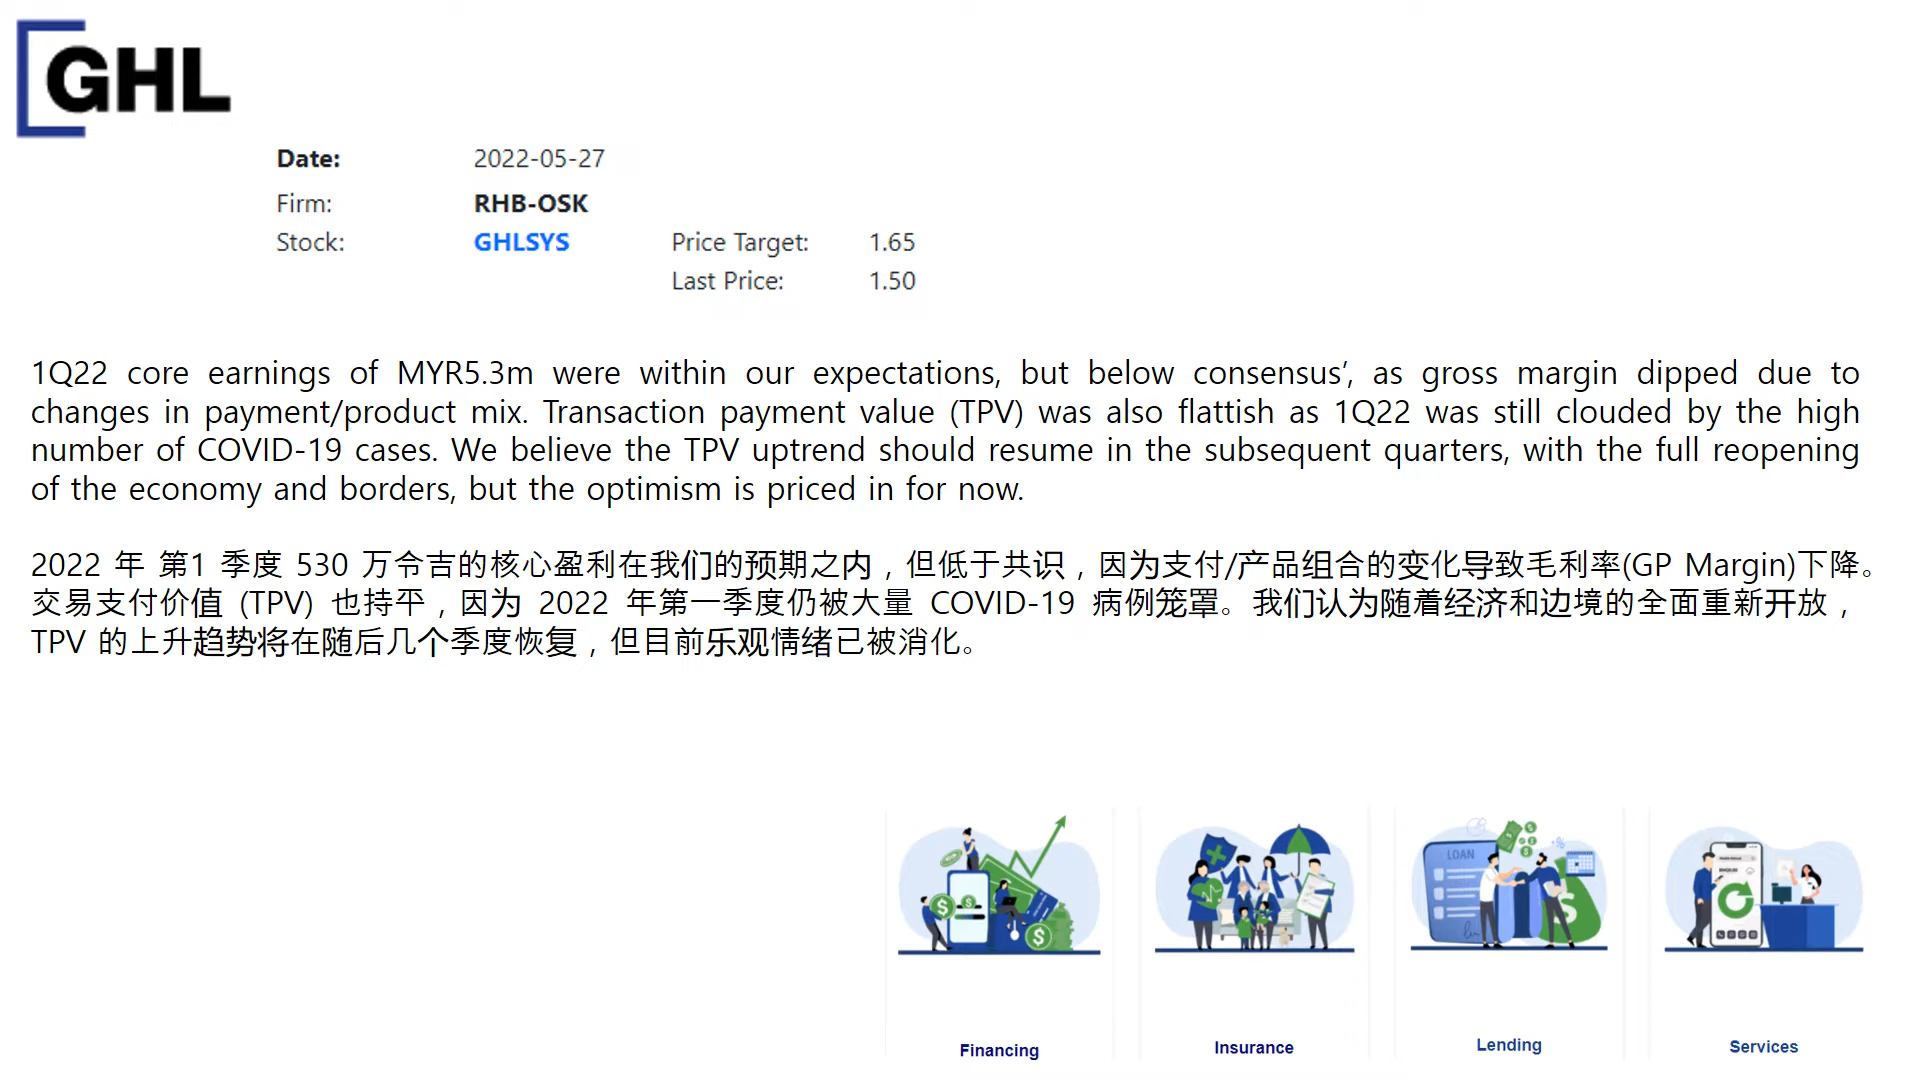 GHL
Date: 2022-05-27
Firm: RHB-OSK
Stock: GHLSYS Price Target: 1.65
Last Price: 1.50
1Q22 core earnings of MYR5.3m were within our expectations, but below consensus’, as gross margin dipped due to
changes in payment/product mix. Transaction payment value (TPV) was also flattish as 1Q22 was still clouded by the high
number of COVID-19 cases. We believe the TPV uptrend should resume in the subsequent quarters, with the full reopening
of the economy and borders, but the optimism is priced in for now.
2022 年 第1 季度 530 万令吉的核心盈利在我们的预期之内，但低于共识，因为支付/产品组合的变化导致毛利率(GP Margin)下降。
交易支付价值 (TPV) 也持平，因为 2022 年第一季度仍被大量 COVID-19 病例笼罩。我们认为随着经济和边境的全面重新开放，
TPV 的上升趋势将在随后几个季度恢复，但目前乐观情绪已被消化。
LOAN
Financing Insurance Lending Services